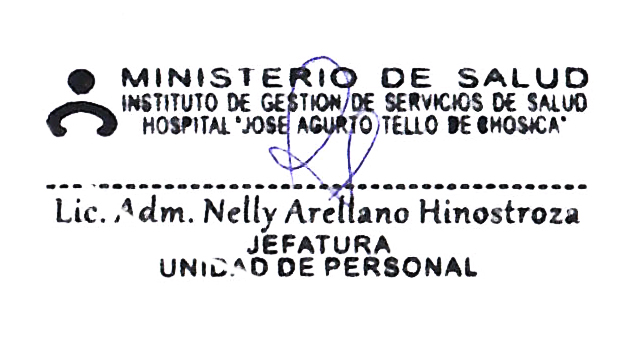 MINISTERIO DE SALUD
INSTITUTO DE GESTION DE SERVICIOS DE SALUD
HOSPITAL "JOSE AGURTO TELLO DE CHOSICA"
Lic. Adm. Nelly Arellano Hinostroza
JEFATURA
UNIDAD DE PERSONAL